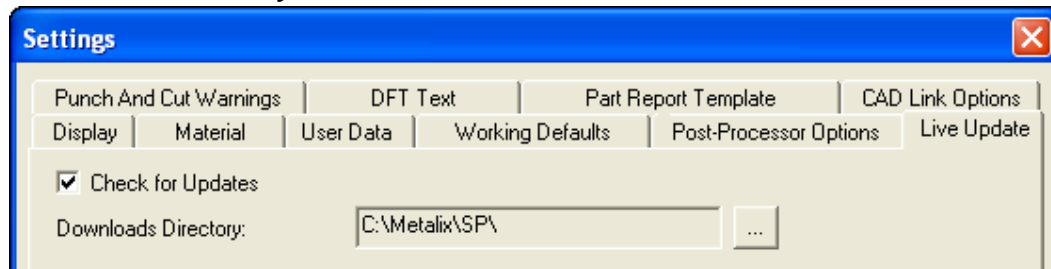 Settings
Punch And Cut Warnings DFT Text Part Report Template CAD Link Options
Display Material User Data Working Defaults Post-Processor Options Live Update
Check for Updates
Downloads Directory: C:\Metalix\SP\ ...